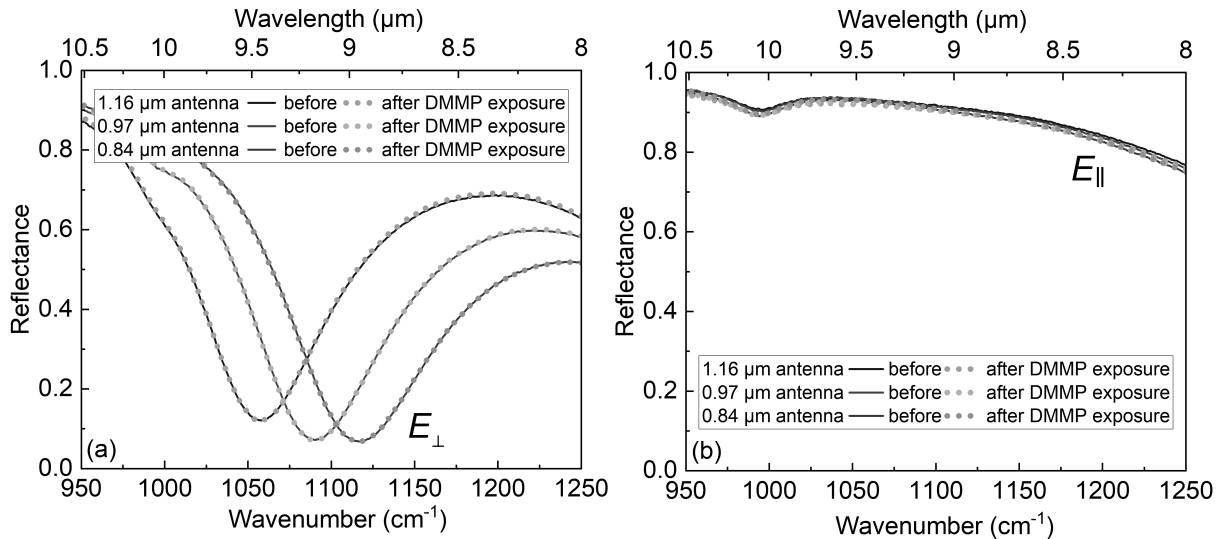 Wavelength (µm)
10.5 10 9.5 9 8.5 8
1.0
1.16 µm antenna before after DMMP exposure
0.97 µm antenna before after DMMP exposure
0.84 µm antenna before after DMMP exposure
0.8
0.6
0.4
0.2
0.0
Reflectance
(a)
E⊥
950 1000 1050 1100 1150 1200 1250
Wavenumber (cm⁻¹)
Wavelength (µm)
10.5 10 9.5 9 8.5 8
1.0
0.8
0.6
0.4
0.2
0.0
Reflectance
E∥
1.16 µm antenna before after DMMP exposure
0.97 µm antenna before after DMMP exposure
0.84 µm antenna before after DMMP exposure
(b)
950 1000 1050 1100 1150 1200 1250
Wavenumber (cm⁻¹)